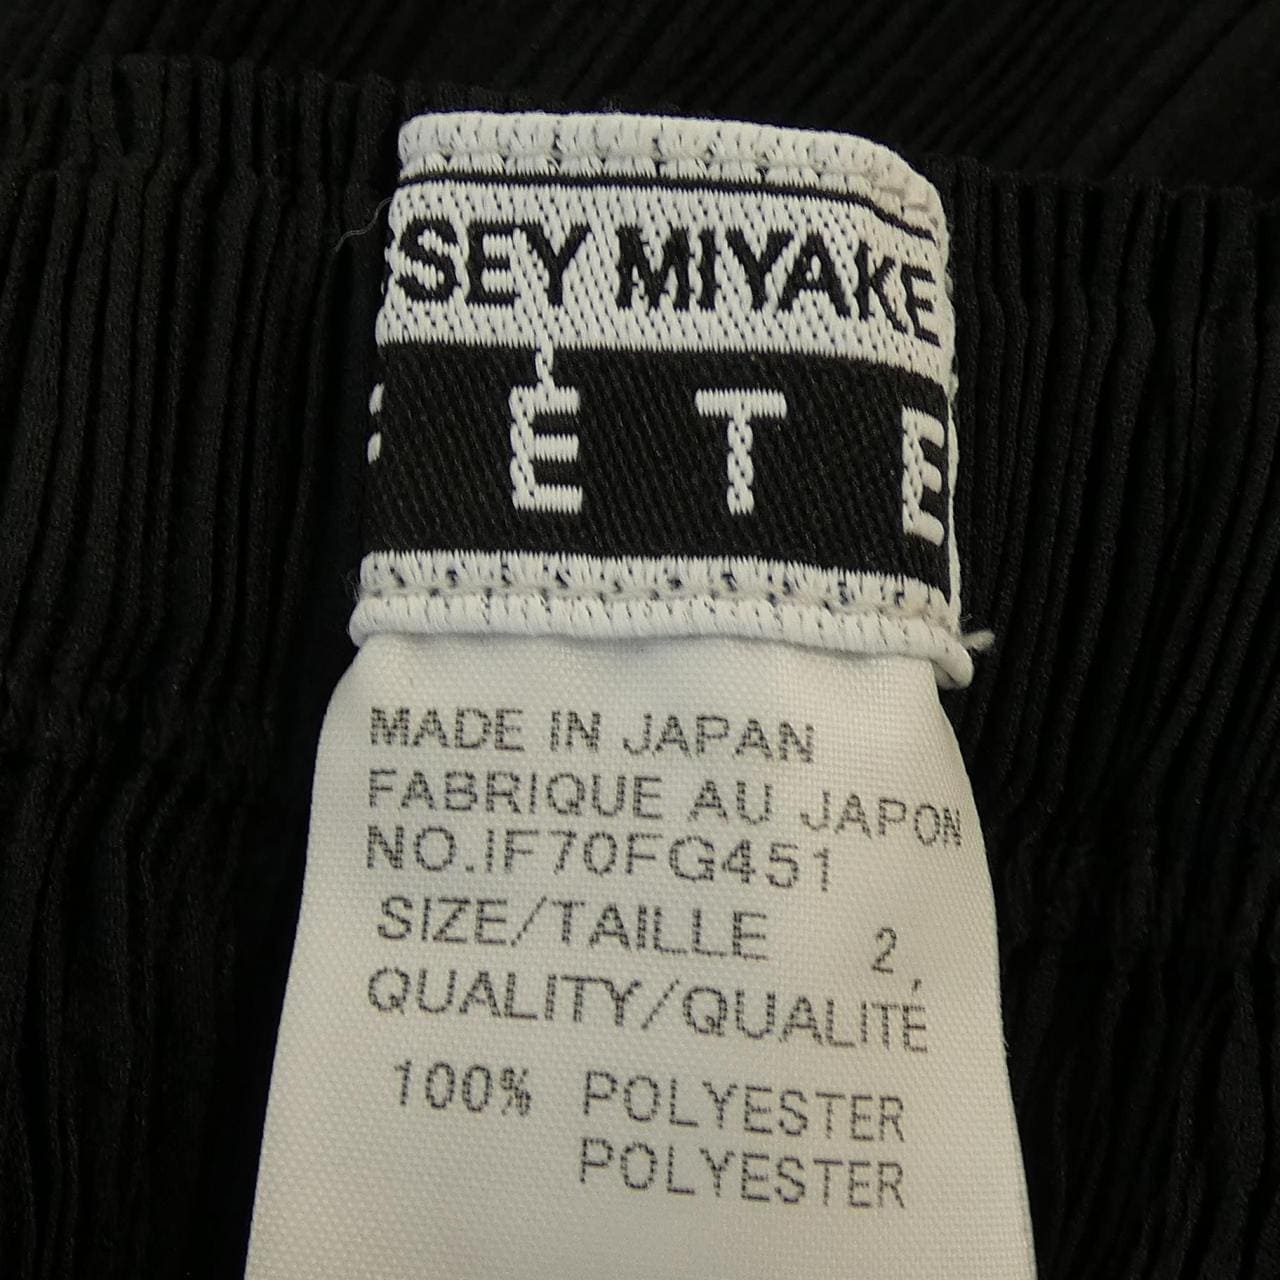 SEY MIYAKE
E T E
MADE IN JAPAN
FABRIQUE AU JAPON
NO.IF70FG451
SIZE/TAILLE 2
QUALITY/QUALITÉ
100% POLYESTER
POLYESTER